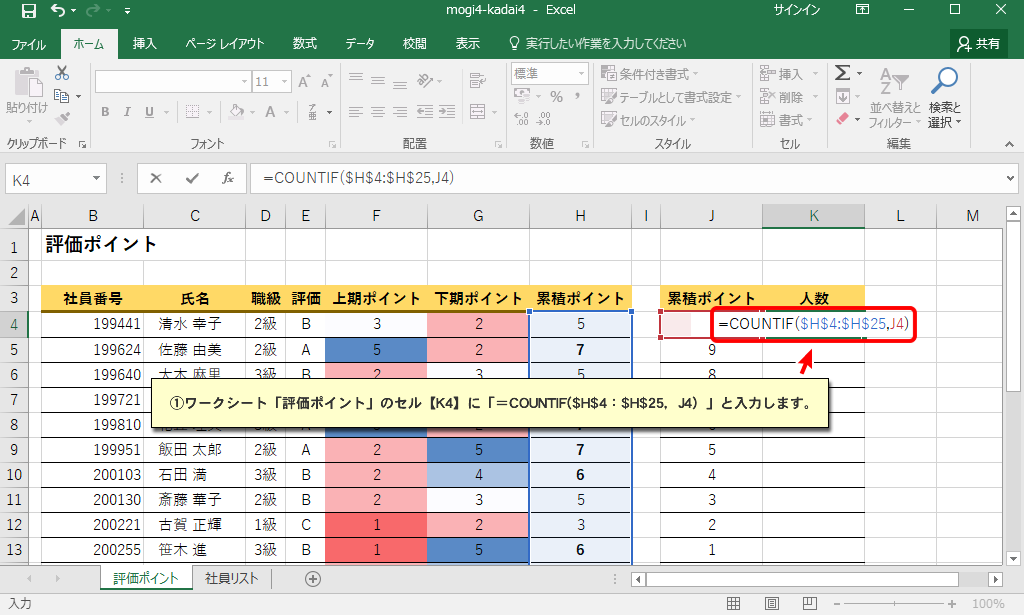 mogi4-kadai4 - Excel
サインイン
ファイル ホーム 挿入 ページ レイアウト 数式 データ 校閲 表示 実行したい作業を入力してください 共有
貼り付け
クリップボード
11
B I U
フォント
配置
標準
%
数値
条件付き書式
テーブルとして書式設定
セルのスタイル
スタイル
挿入
削除
書式
セル
並べ替えと
フィルター
検索と
選択
編集
K4 =COUNTIF($H$4:$H$25,J4)
A B C D E F G H I J K L M
1 評価ポイント
2
3 社員番号 氏名 職級 評価 上期ポイント 下期ポイント 累積ポイント 累積ポイント 人数
4 199441 清水 幸子 2級 B 3 2 5 =COUNTIF($H$4:$H$25,J4)
5 199624 佐藤 由美 2級 A 5 2 7 9
6 199640 大木 麻里 3級 B 2 3 5 8
7 199721
8 199810
①ワークシート「評価ポイント」のセル【K4】に「＝COUNTIF($H$4：$H$25，J4）」と入力します。
9 199951 飯田 太郎 2級 A 2 5 7 5
10 200103 石田 満 3級 B 2 4 6 4
11 200130 斎藤 華子 2級 B 2 3 5 3
12 200221 古賀 正輝 1級 C 1 2 3 2
13 200255 笹木 進 3級 B 1 5 6 1
評価ポイント 社員リスト
入力 100%